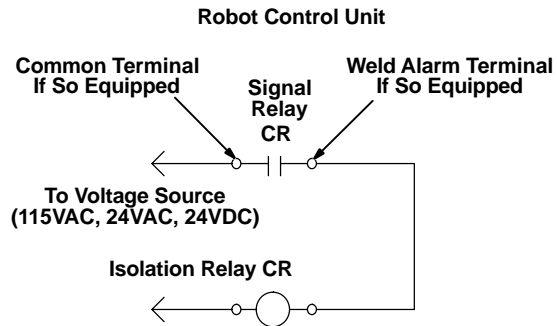 Robot Control Unit
Common Terminal
If So Equipped
Signal
Relay
CR
Weld Alarm Terminal
If So Equipped
To Voltage Source
(115VAC, 24VAC, 24VDC)
Isolation Relay CR